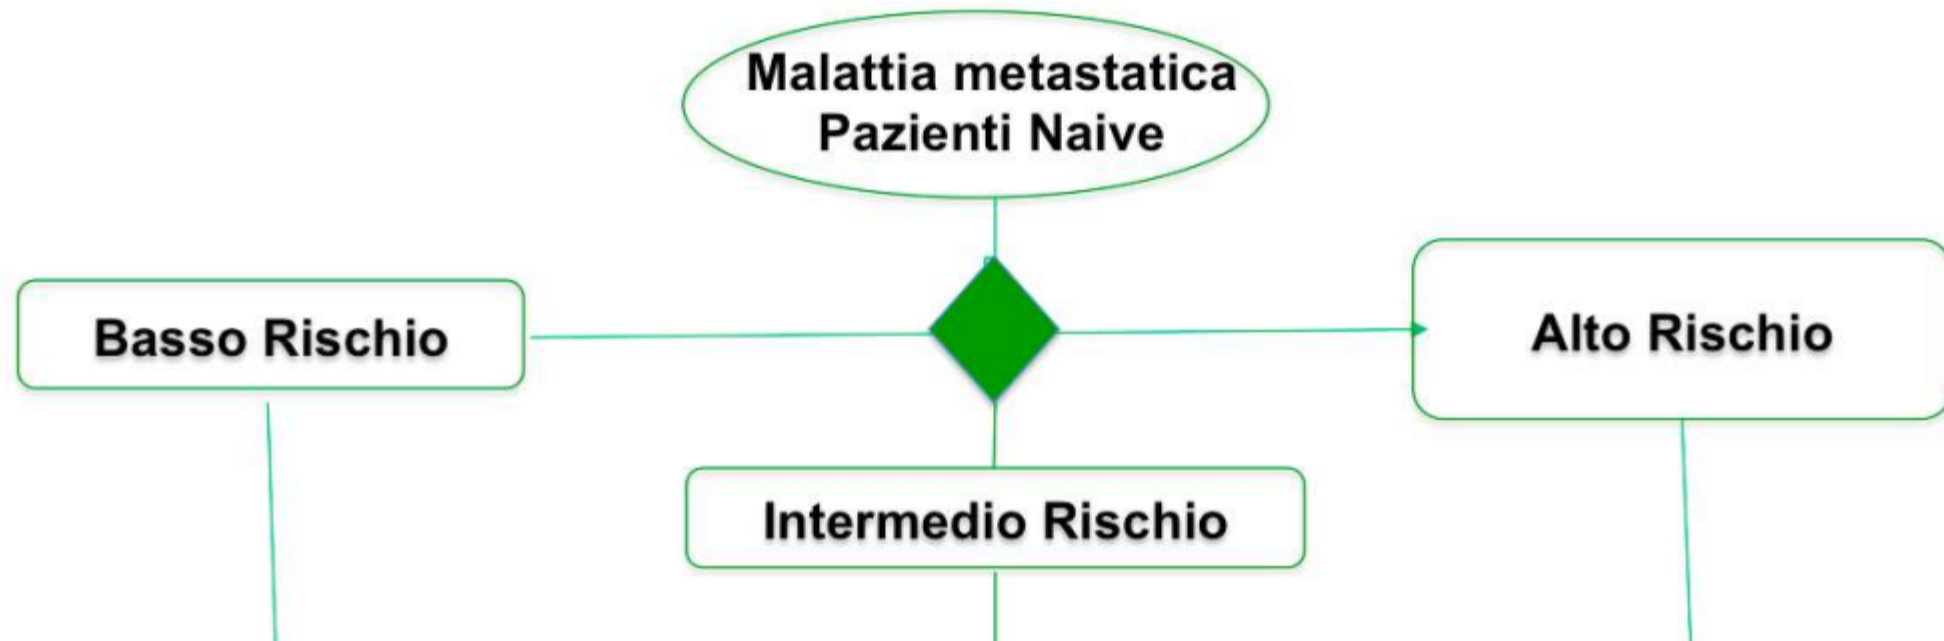 Malattia metastatica
Pazienti Naive
Basso Rischio
Alto Rischio
Intermedio Rischio